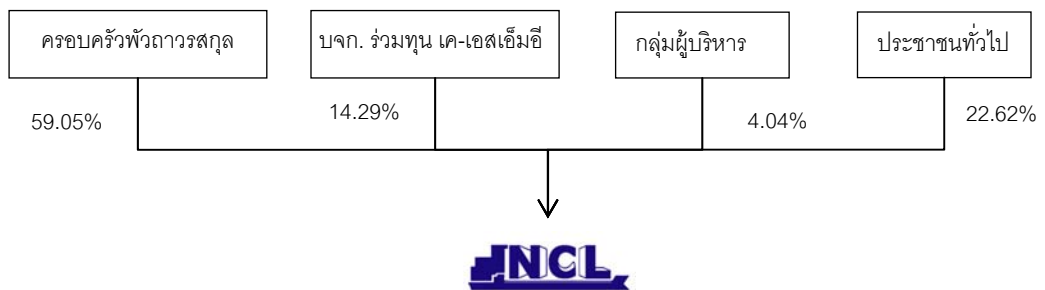 ครอบครัวพัวถาวรสกุล
บจก. ร่วมทุน เค-เอสเอ็มอี
กลุ่มผู้บริหาร
ประชาชนทั่วไป
59.05%
14.29%
4.04%
22.62%
NCL